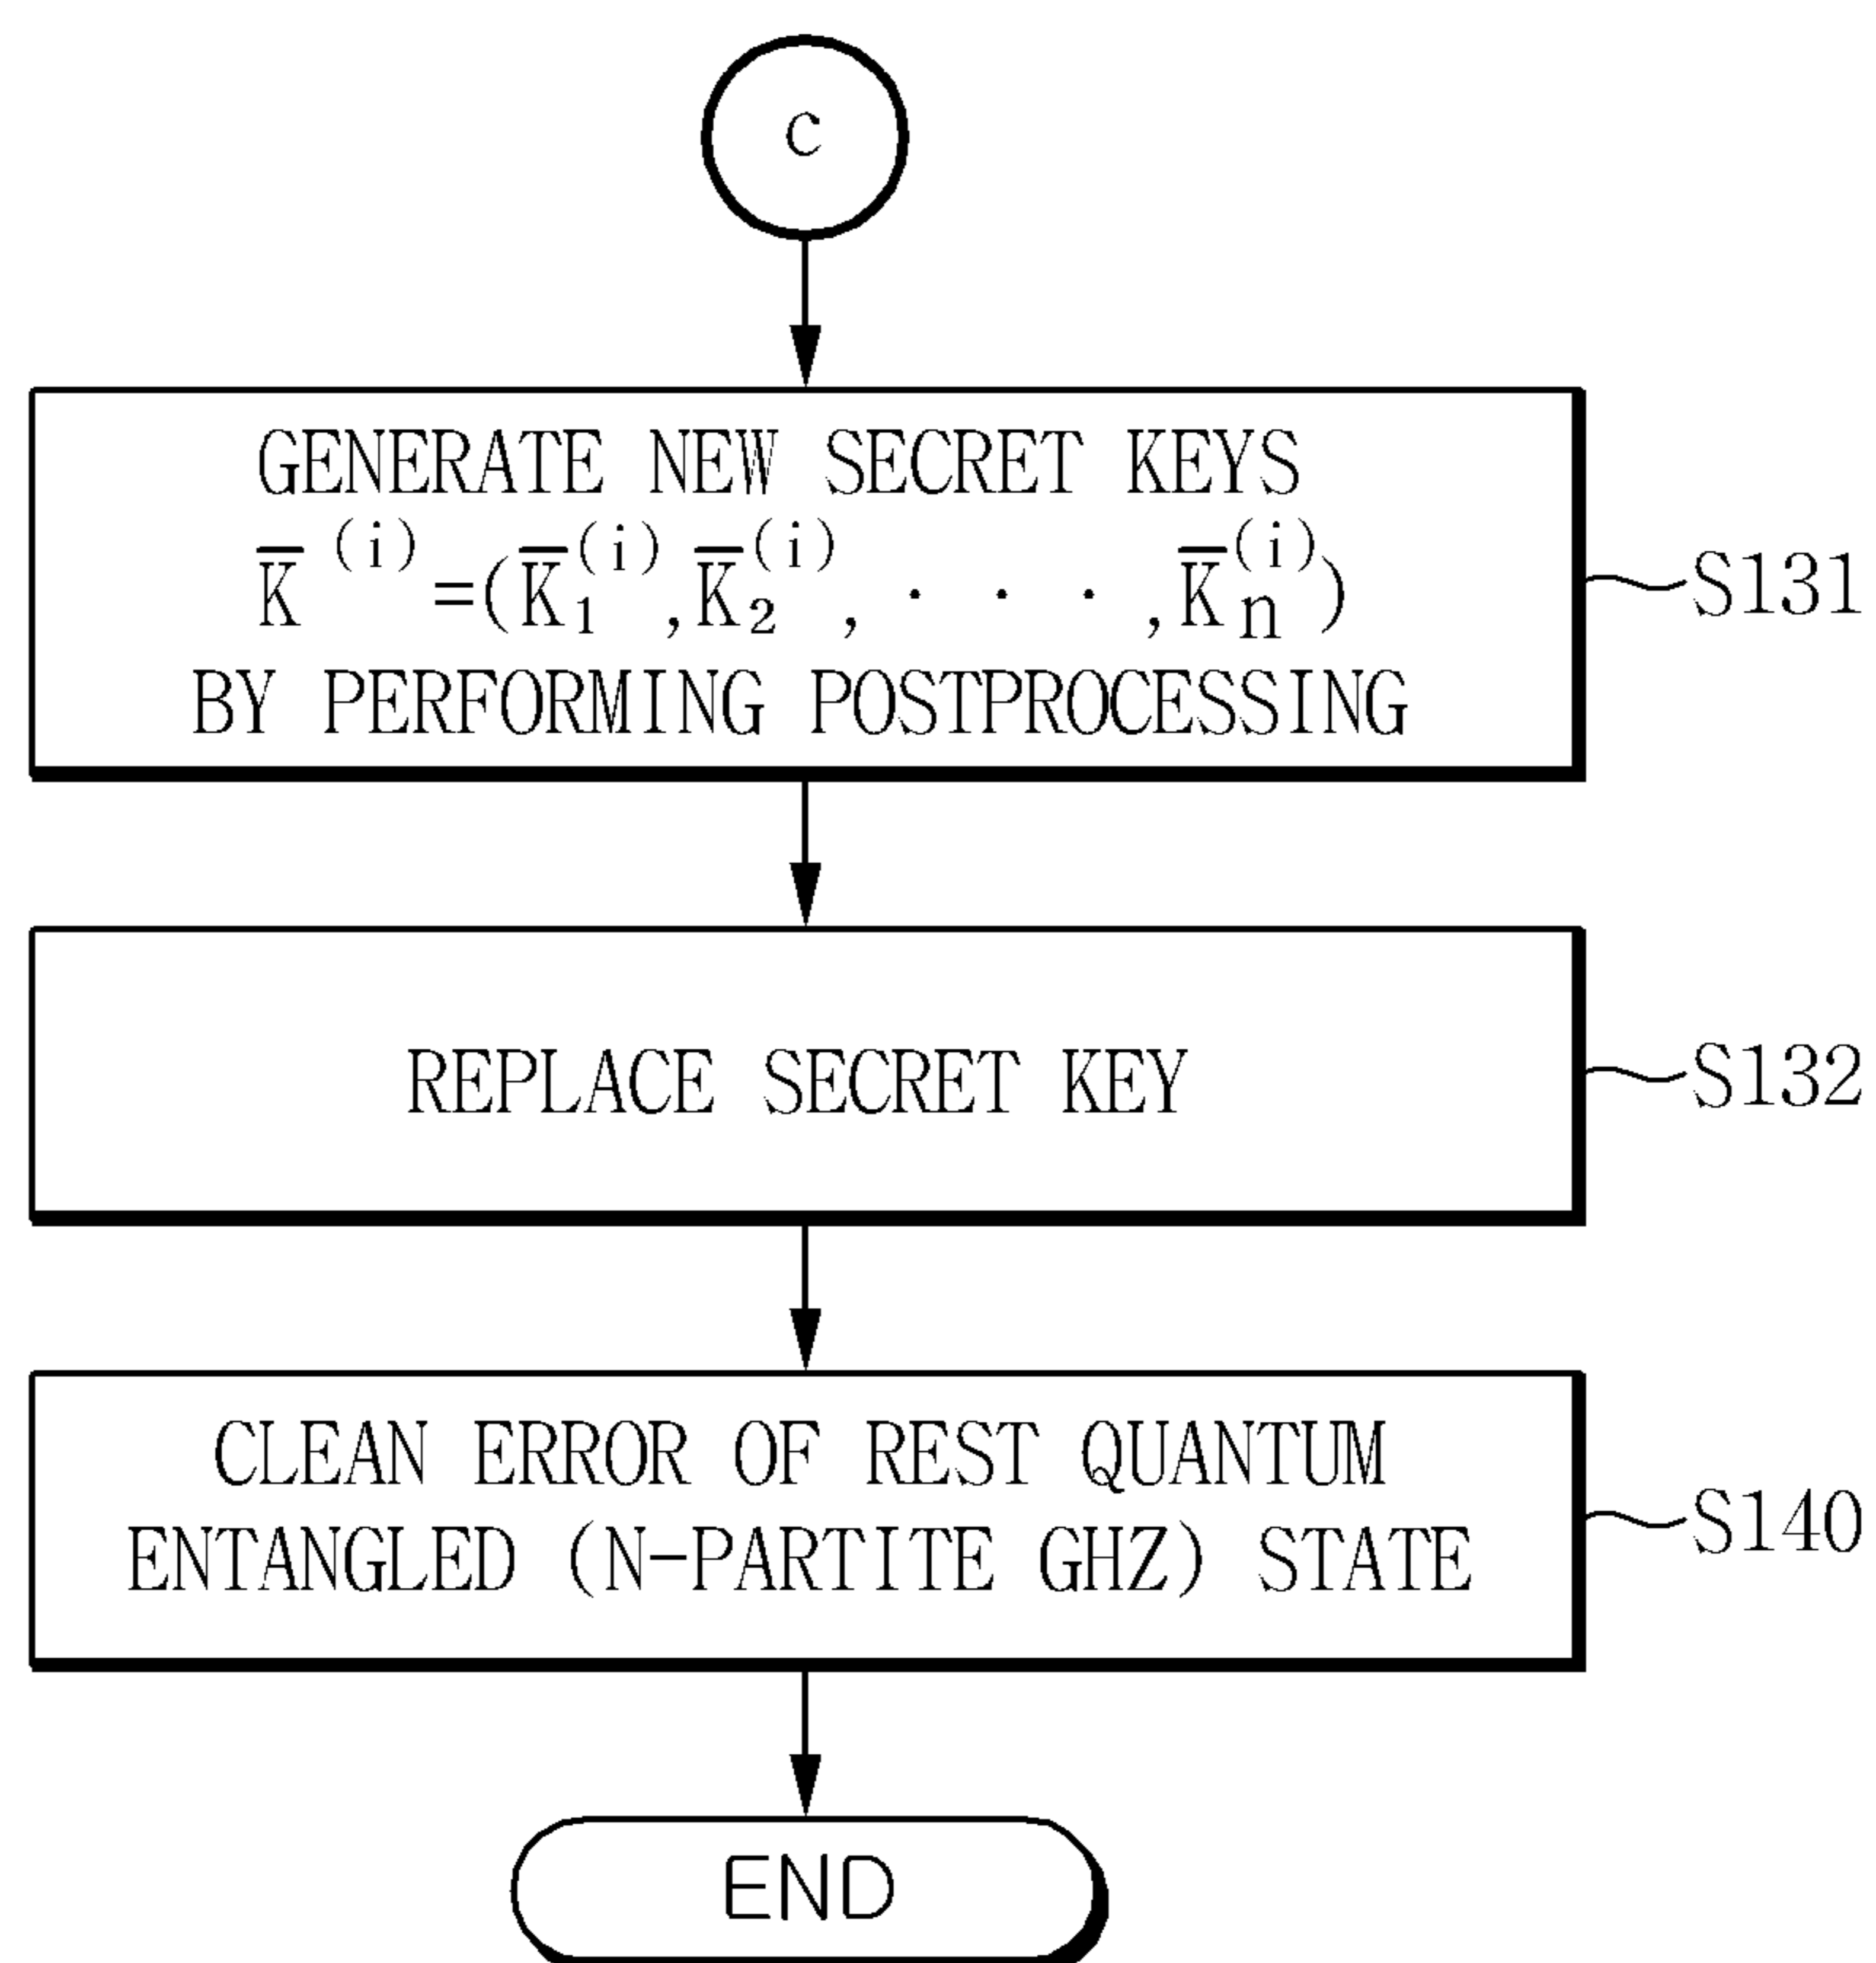 C
GENERATE NEW SECRET KEYS
K̅^(i)=(K̅₁^(i),K̅₂^(i),· · ·,K̅ₙ^(i))
BY PERFORMING POSTPROCESSING
S131
REPLACE SECRET KEY
S132
CLEAN ERROR OF REST QUANTUM
ENTANGLED (N-PARTITE GHZ) STATE
S140
END